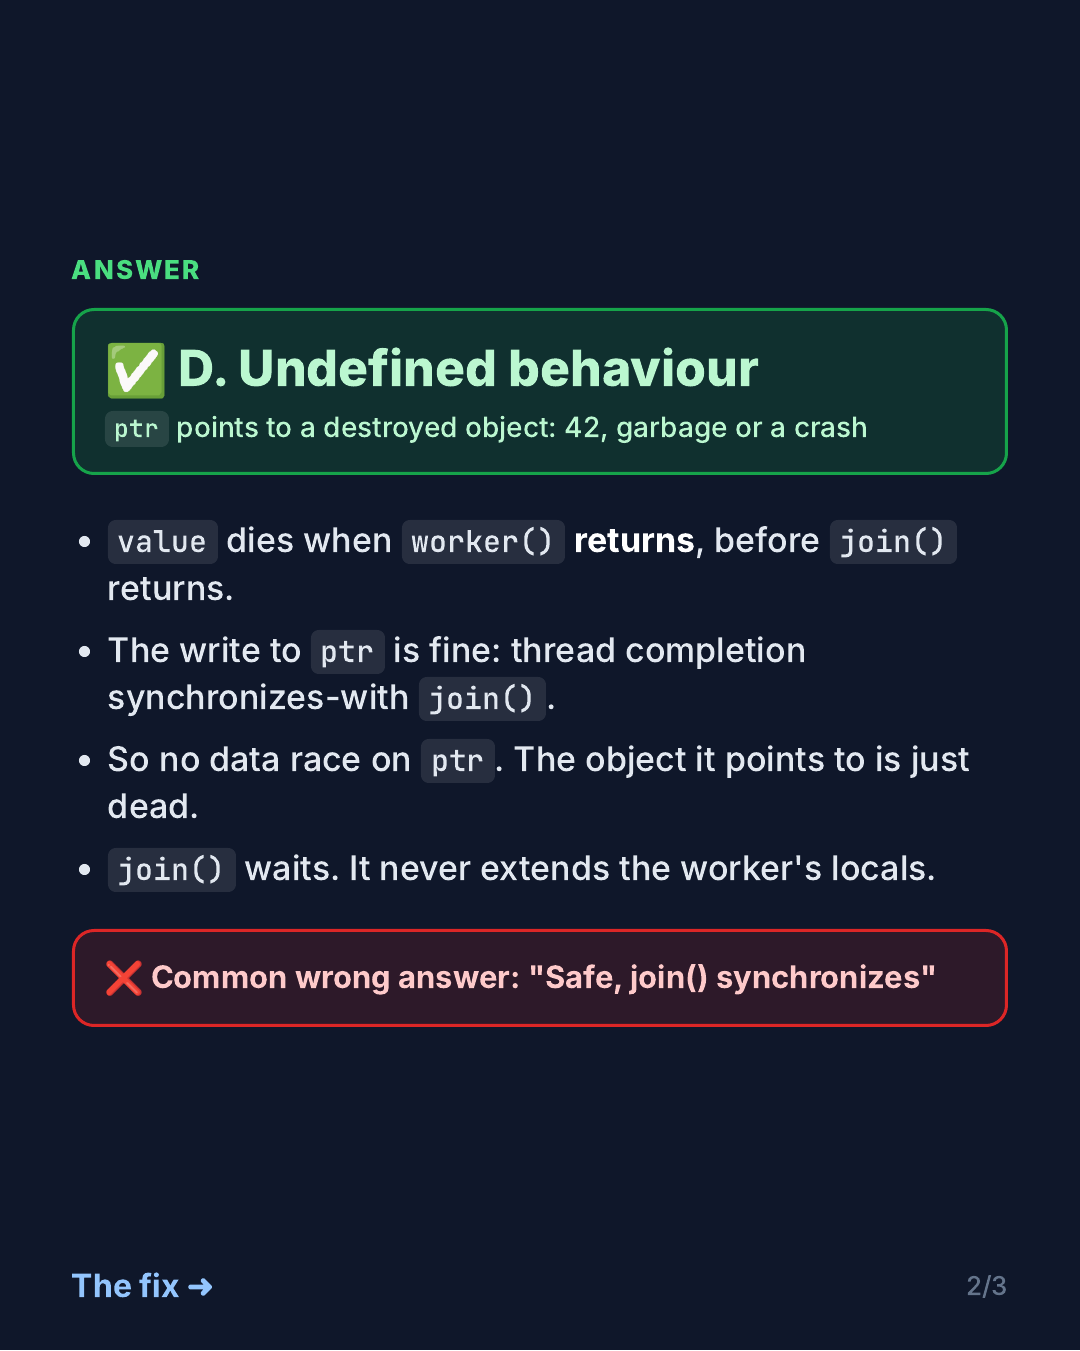 ANSWER
✅ D. Undefined behaviour
ptr points to a destroyed object: 42, garbage or a crash
• value dies when worker() returns, before join()
returns.
• The write to ptr is fine: thread completion
synchronizes-with join().
• So no data race on ptr. The object it points to is just
dead.
• join() waits. It never extends the worker's locals.
❌ Common wrong answer: "Safe, join() synchronizes"
The fix ➜
2/3